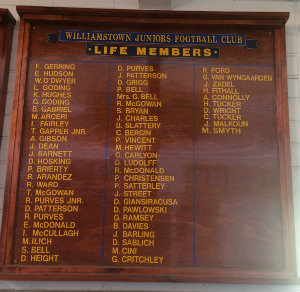 WILLIAMSTOWN JUNIORS FOOTBALL CLUB
LIFE MEMBERS
F. GERRING
E. HUDSON
W. O'DWYER
L. GODING
K. HUGHES
G. GODING
S. GABRIEL
M. ARCERI
I. FAIRLEY
T. GAPPER JNR.
A. GIBSON
J. DEAN
J. BARNETT
D. HOSKING
P. BRIERTY
R. ARANDEZ
R. WARD
T. McGOWAN
R. PURVES JNR.
D. PATTERSON
R. PURVES
E. McDONALD
I. McCULLAGH
M. ILICH
S. BELL
D. HEIGHT
D. PURVES
J. PATTERSON
D. GRIGG
P. BELL
Mrs. G. BELL
R. McGOWAN
S. BRYAN
J. CHARLES
B. SLATTERY
C. BERGIN
P. VINCENT
M. HEWITT
G. CARLYON
D. LUDOLFF
R. McDONALD
P. CHRISTENSEN
P. SATTERLEY
J. STREET
D. GIANSIRACUSA
D. PAWLOWSKI
G. RAMSEY
B. DAVIES
J. BARLING
D. SABLICH
M. CINI
G. CRITCHLEY
R. FORD
G. VAN WYNGAARDEN
J. ZADEL
H. FITHALL
A. CONNOLLY
H. TUCKER
D. WRIGHT
C. TUCKER
J. MALKOUN
M. SMYTH